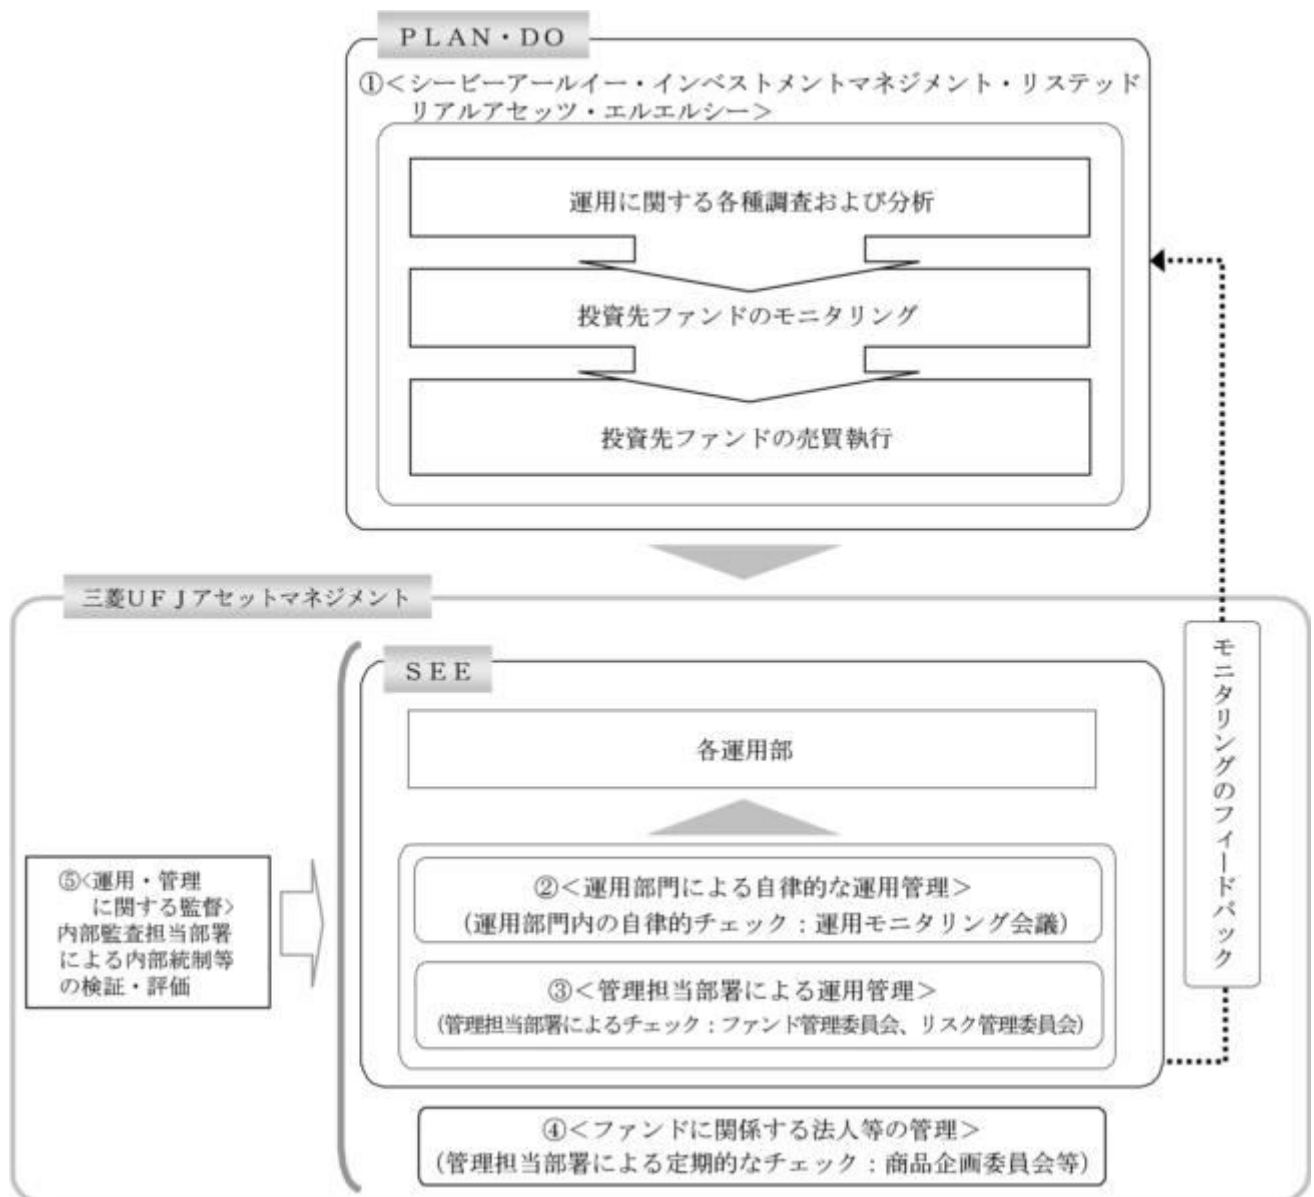 PLAN・DO
①<シービーアールイー・インベストメントマネジメント・リステッド
リアルアセッツ・エルエルシー>
運用に関する各種調査および分析
投資先ファンドのモニタリング
投資先ファンドの売買執行
三菱UFJアセットマネジメント
SEE
各運用部
②<運用部門による自律的な運用管理>
(運用部門内の自律的チェック:運用モニタリング会議)
③<管理担当部署による運用管理>
(管理担当部署によるチェック:ファンド管理委員会、リスク管理委員会)
④<ファンドに関係する法人等の管理>
(管理担当部署による定期的なチェック:商品企画委員会等)
⑤<運用・管理
に関する監督>
内部監査担当部署
による内部統制等
の検証・評価
モニタリングのフィードバック